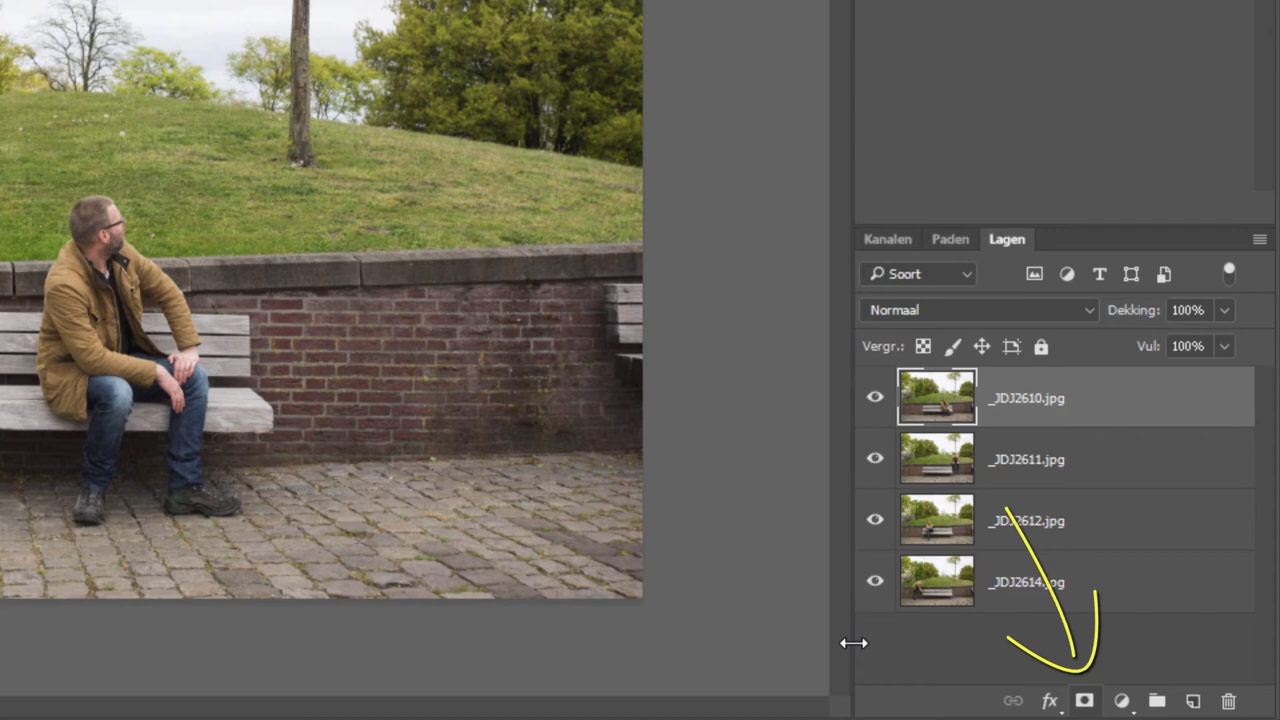 Kanalen Paden Lagen
Soort
Normaal Dekking: 100%
Vergr.: Vul: 100%
_JDJ2610.jpg
_JDJ2611.jpg
_JDJ2612.jpg
_JDJ2614.jpg
fx